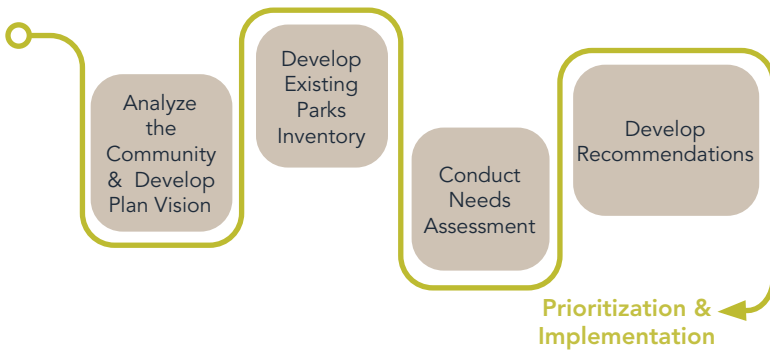 Analyze
the
Community
& Develop
Plan Vision
Develop
Existing
Parks
Inventory
Conduct
Needs
Assessment
Develop
Recommendations
Prioritization &
Implementation